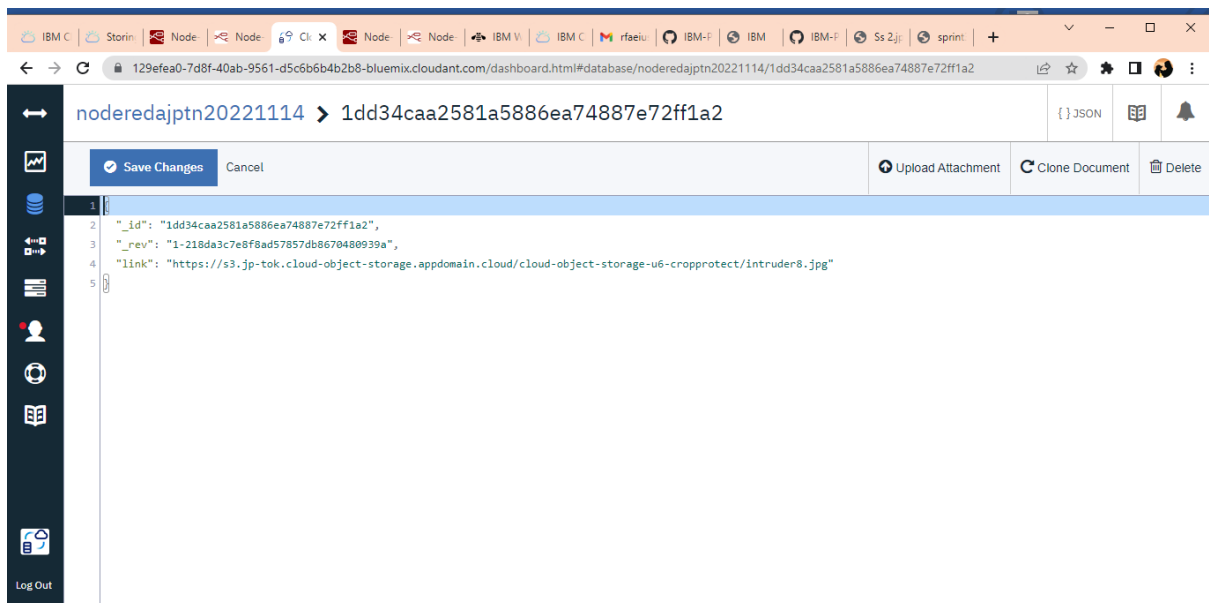 IBM C Storin Node- Node- Clo Node- Node- IBM W IBM C rfaeiu IBM-P IBM IBM-P Ss 2.jp sprint
129efea0-7d8f-40ab-9561-d5c6b6b4b2b8-bluemix.cloudant.com/dashboard.html#database/noderedajptn20221114/1dd34caa2581a5886ea74887e72ff1a2
noderedajptn20221114 > 1dd34caa2581a5886ea74887e72ff1a2 { } JSON
Save Changes Cancel Upload Attachment Clone Document Delete
1 {
2 "_id": "1dd34caa2581a5886ea74887e72ff1a2",
3 "_rev": "1-218da3c7e8f8ad57857db8670480939a",
4 "link": "https://s3.jp-tok.cloud-object-storage.appdomain.cloud/cloud-object-storage-u6-cropprotect/intruder8.jpg"
5 }
Log Out